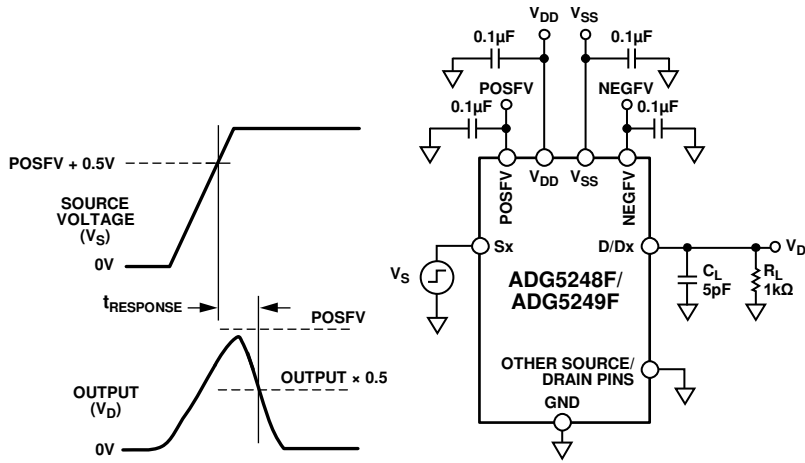 POSFV + 0.5V
SOURCE
VOLTAGE
(VS)
0V
tRESPONSE
POSFV
OUTPUT × 0.5
OUTPUT
(VD)
0V
VDD
VSS
0.1µF
0.1µF
POSFV
NEGFV
0.1µF
0.1µF
POSFV
VDD
VSS
NEGFV
Sx
D/Dx
VD
VS
ADG5248F/
ADG5249F
CL
5pF
RL
1kΩ
OTHER SOURCE/
DRAIN PINS
GND